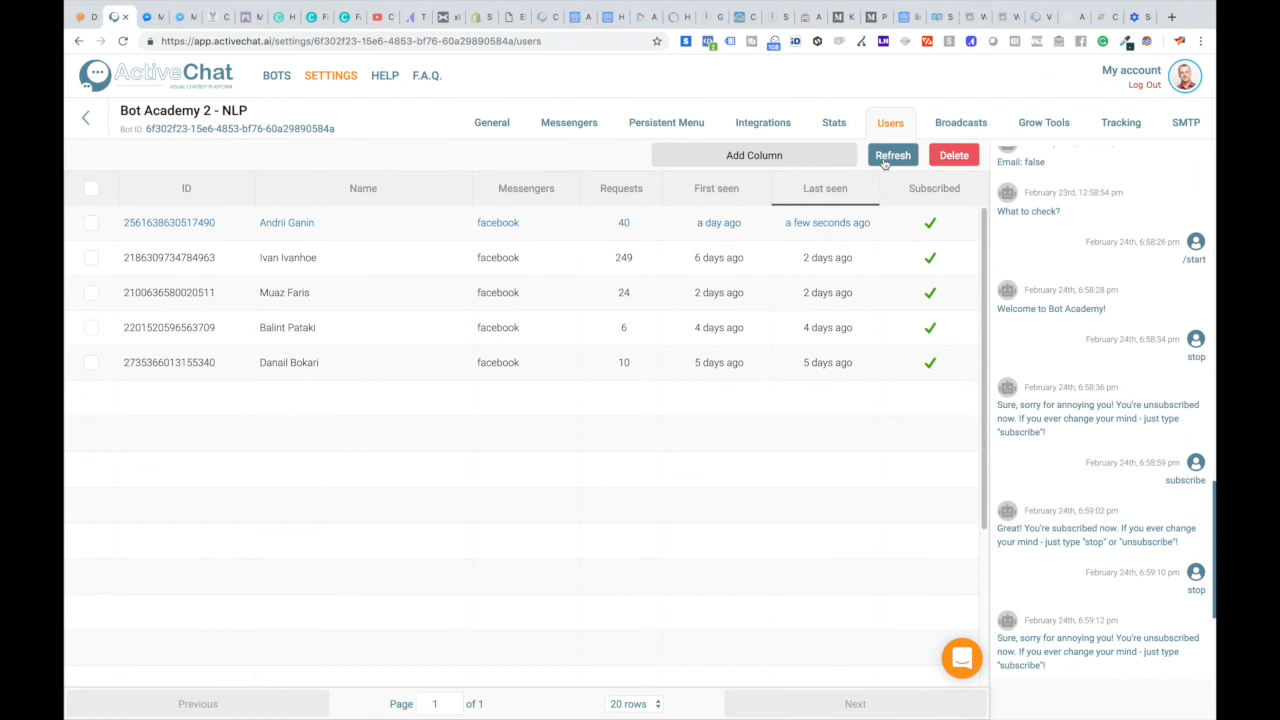 https://app.activechat.ai/settings/6f302f23-15e6-4853-bf76-60a29890584a/users
ActiveChat
VISUAL CHATBOT PLATFORM
BOTS
SETTINGS
HELP
F.A.Q.
My account
Log Out
Bot Academy 2 - NLP
Bot ID: 6f302f23-15e6-4853-bf76-60a29890584a
General
Messengers
Persistent Menu
Integrations
Stats
Users
Broadcasts
Grow Tools
Tracking
SMTP
Add Column
Refresh
Delete
ID Name Messengers Requests First seen Last seen Subscribed
2561638630517490 Andrii Ganin facebook 40 a day ago a few seconds ago
2186309734784963 Ivan Ivanhoe facebook 249 6 days ago 2 days ago
2100636580020511 Muaz Faris facebook 24 2 days ago 2 days ago
2201520596563709 Balint Pataki facebook 6 4 days ago 4 days ago
2735366013155340 Danail Bokari facebook 10 5 days ago 5 days ago
Previous
Page 1 of 1
20 rows
Next
Email: false
February 23rd, 12:58:54 pm
What to check?
February 24th, 6:58:26 pm
/start
February 24th, 6:58:28 pm
Welcome to Bot Academy!
February 24th, 6:58:34 pm
stop
February 24th, 6:58:36 pm
Sure, sorry for annoying you! You're unsubscribed
now. If you ever change your mind - just type
"subscribe"!
February 24th, 6:58:59 pm
subscribe
February 24th, 6:59:02 pm
Great! You're subscribed now. If you ever change
your mind - just type "stop" or "unsubscribe"!
February 24th, 6:59:10 pm
stop
February 24th, 6:59:12 pm
Sure, sorry for annoying you! You're unsubscribed
now. If you ever change your mind - just type
"subscribe"!